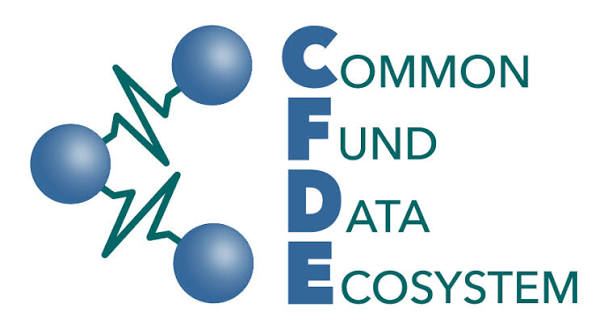 COMMON
FUND
DATA
ECOSYSTEM